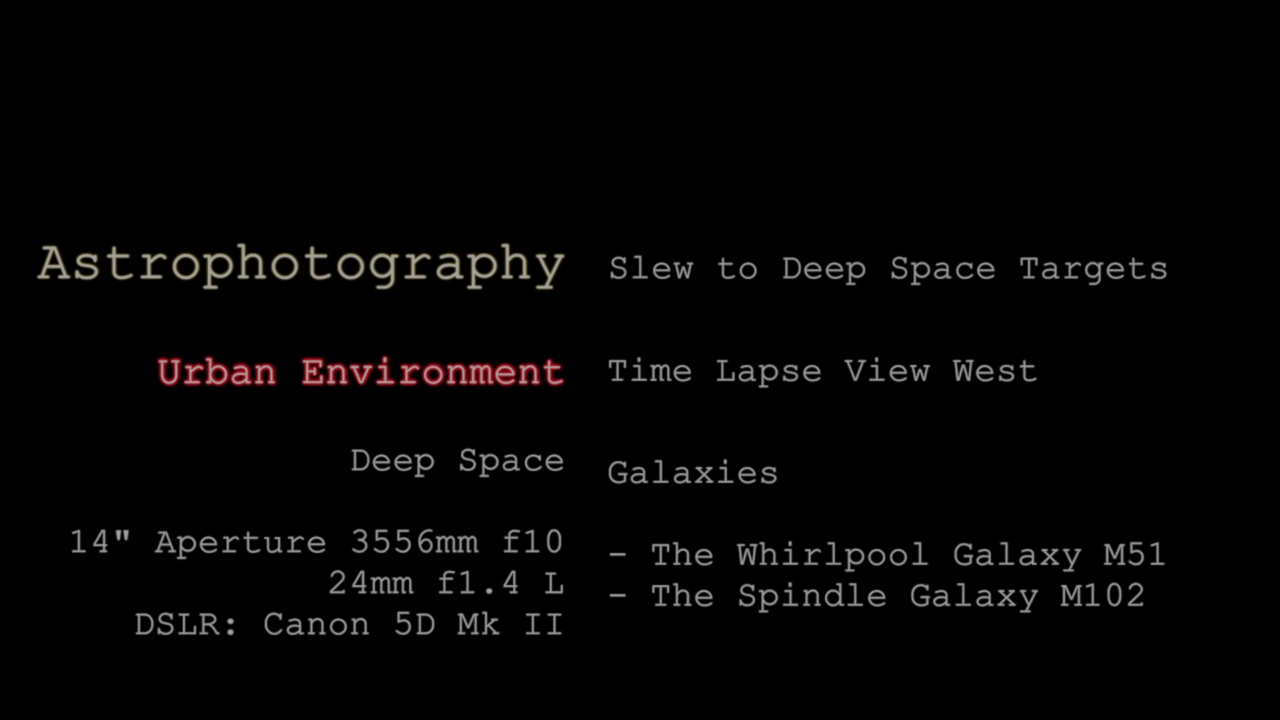 Astrophotography
Urban Environment
Deep Space
14" Aperture 3556mm f10
24mm f1.4 L
DSLR: Canon 5D Mk II
Slew to Deep Space Targets
Time Lapse View West
Galaxies
- The Whirlpool Galaxy M51
- The Spindle Galaxy M102